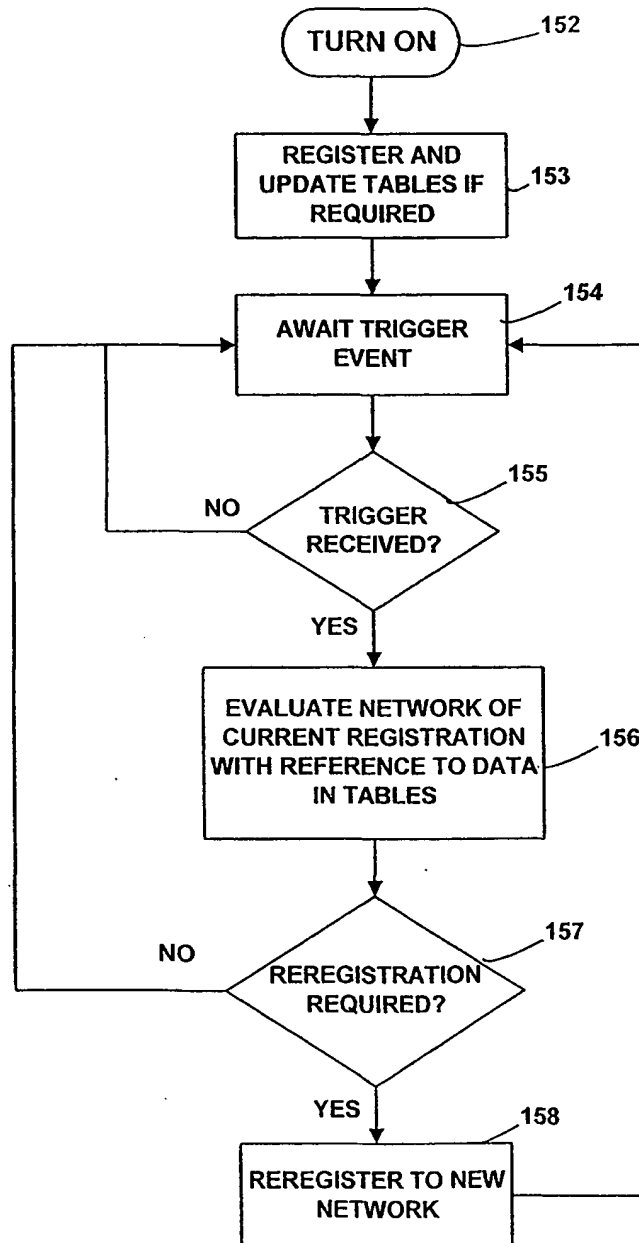 TURN ON
152
REGISTER AND
UPDATE TABLES IF
REQUIRED
153
154
AWAIT TRIGGER
EVENT
155
NO
TRIGGER
RECEIVED?
YES
EVALUATE NETWORK OF
CURRENT REGISTRATION
WITH REFERENCE TO DATA
IN TABLES
156
157
NO
REREGISTRATION
REQUIRED?
YES
158
REREGISTER TO NEW
NETWORK